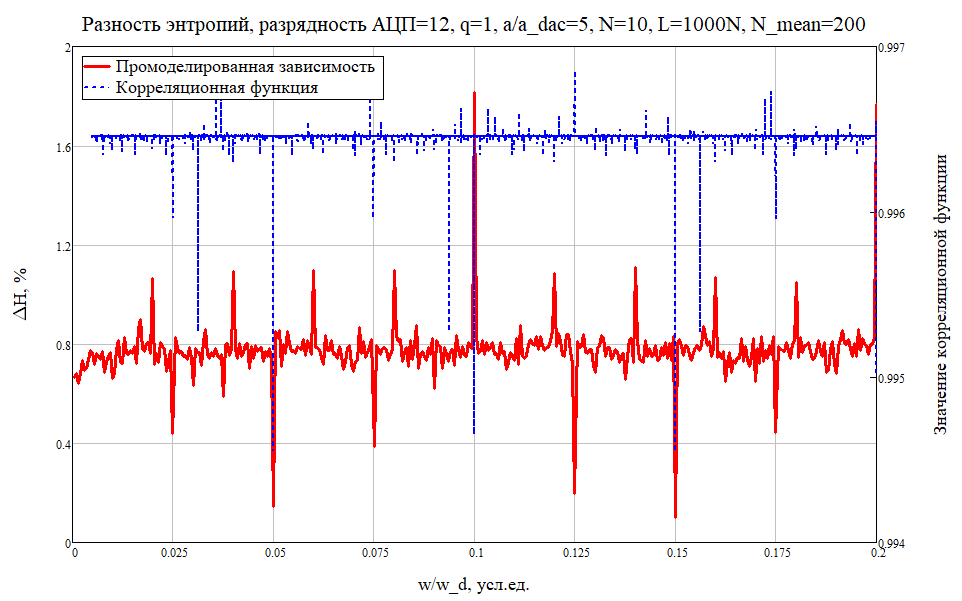 Разность энтропий, разрядность АЦП=12, q=1, a/a_dac=5, N=10, L=1000N, N_mean=200
Промоделированная зависимость
Корреляционная функция
2
1.6
1.2
0.8
0.4
0
ΔH, %
0.997
0.996
0.995
0.994
Значение корреляционной функции
0 0.025 0.05 0.075 0.1 0.125 0.15 0.175 0.2
w/w_d, усл.ед.